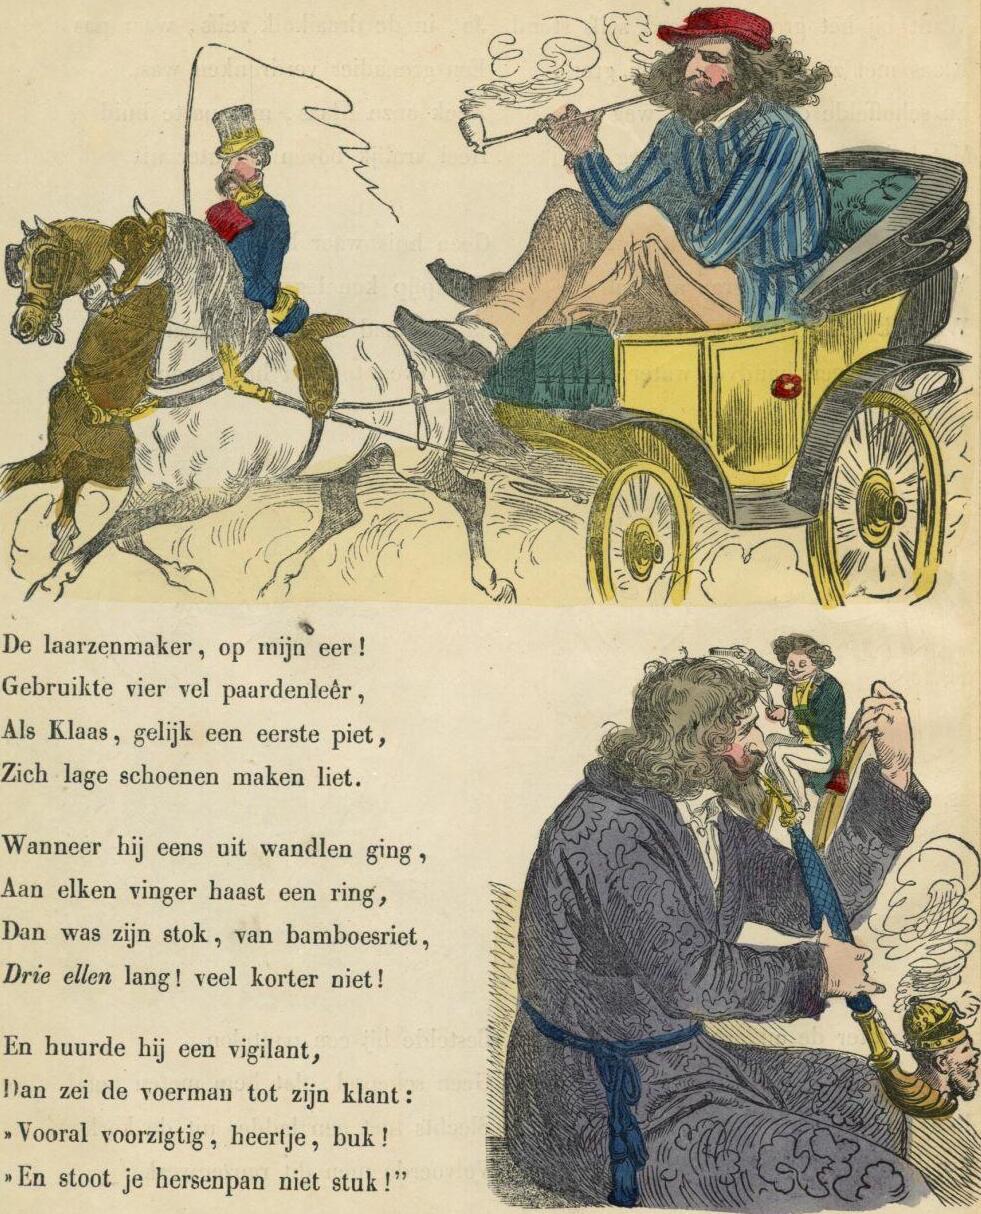 De laarzenmaker, op mijn eer!
Gebruikte vier vel paardenleêr,
Als Klaas, gelijk een eerste piet,
Zich lage schoenen maken liet.
Wanneer hij eens uit wandlen ging,
Aan elken vinger haast een ring,
Dan was zijn stok, van bamboesriet,
Drie ellen lang! veel korter niet!
En huurde hij een vigilant,
Dan zei de voerman tot zijn klant:
»Vooral voorzigtig, heertje, buk!
»En stoot je hersenpan niet stuk!”